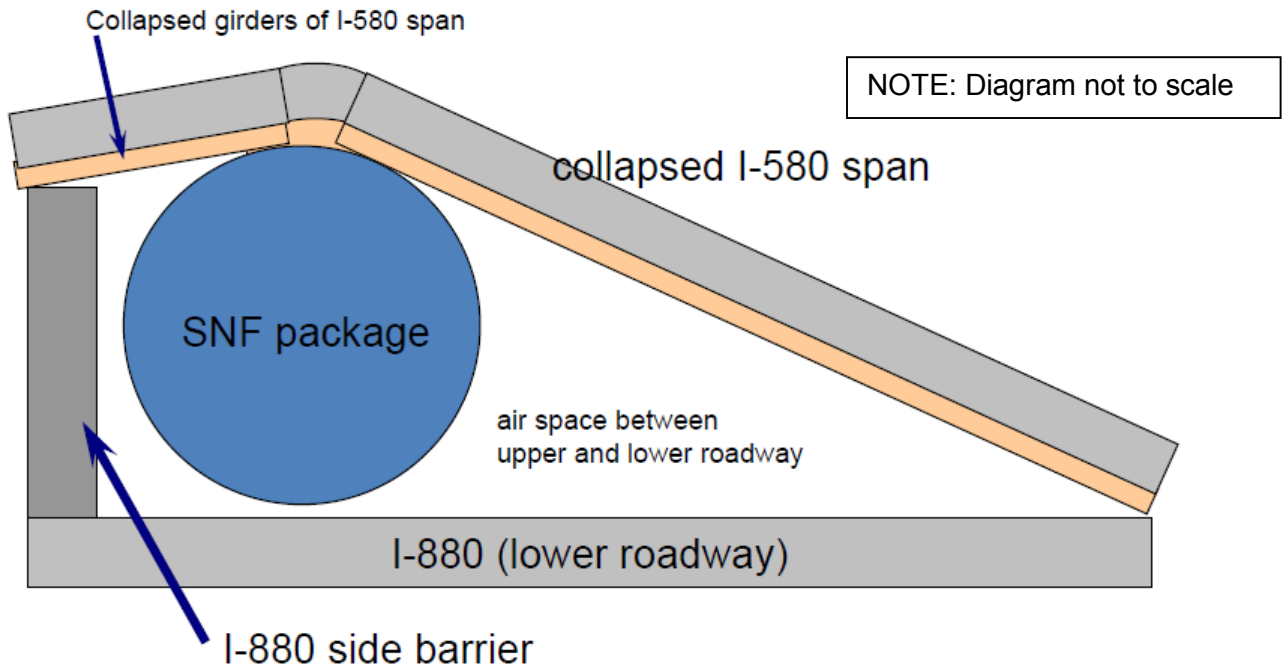 Collapsed girders of I-580 span
NOTE: Diagram not to scale
collapsed I-580 span
SNF package
air space between
upper and lower roadway
I-880 (lower roadway)
I-880 side barrier